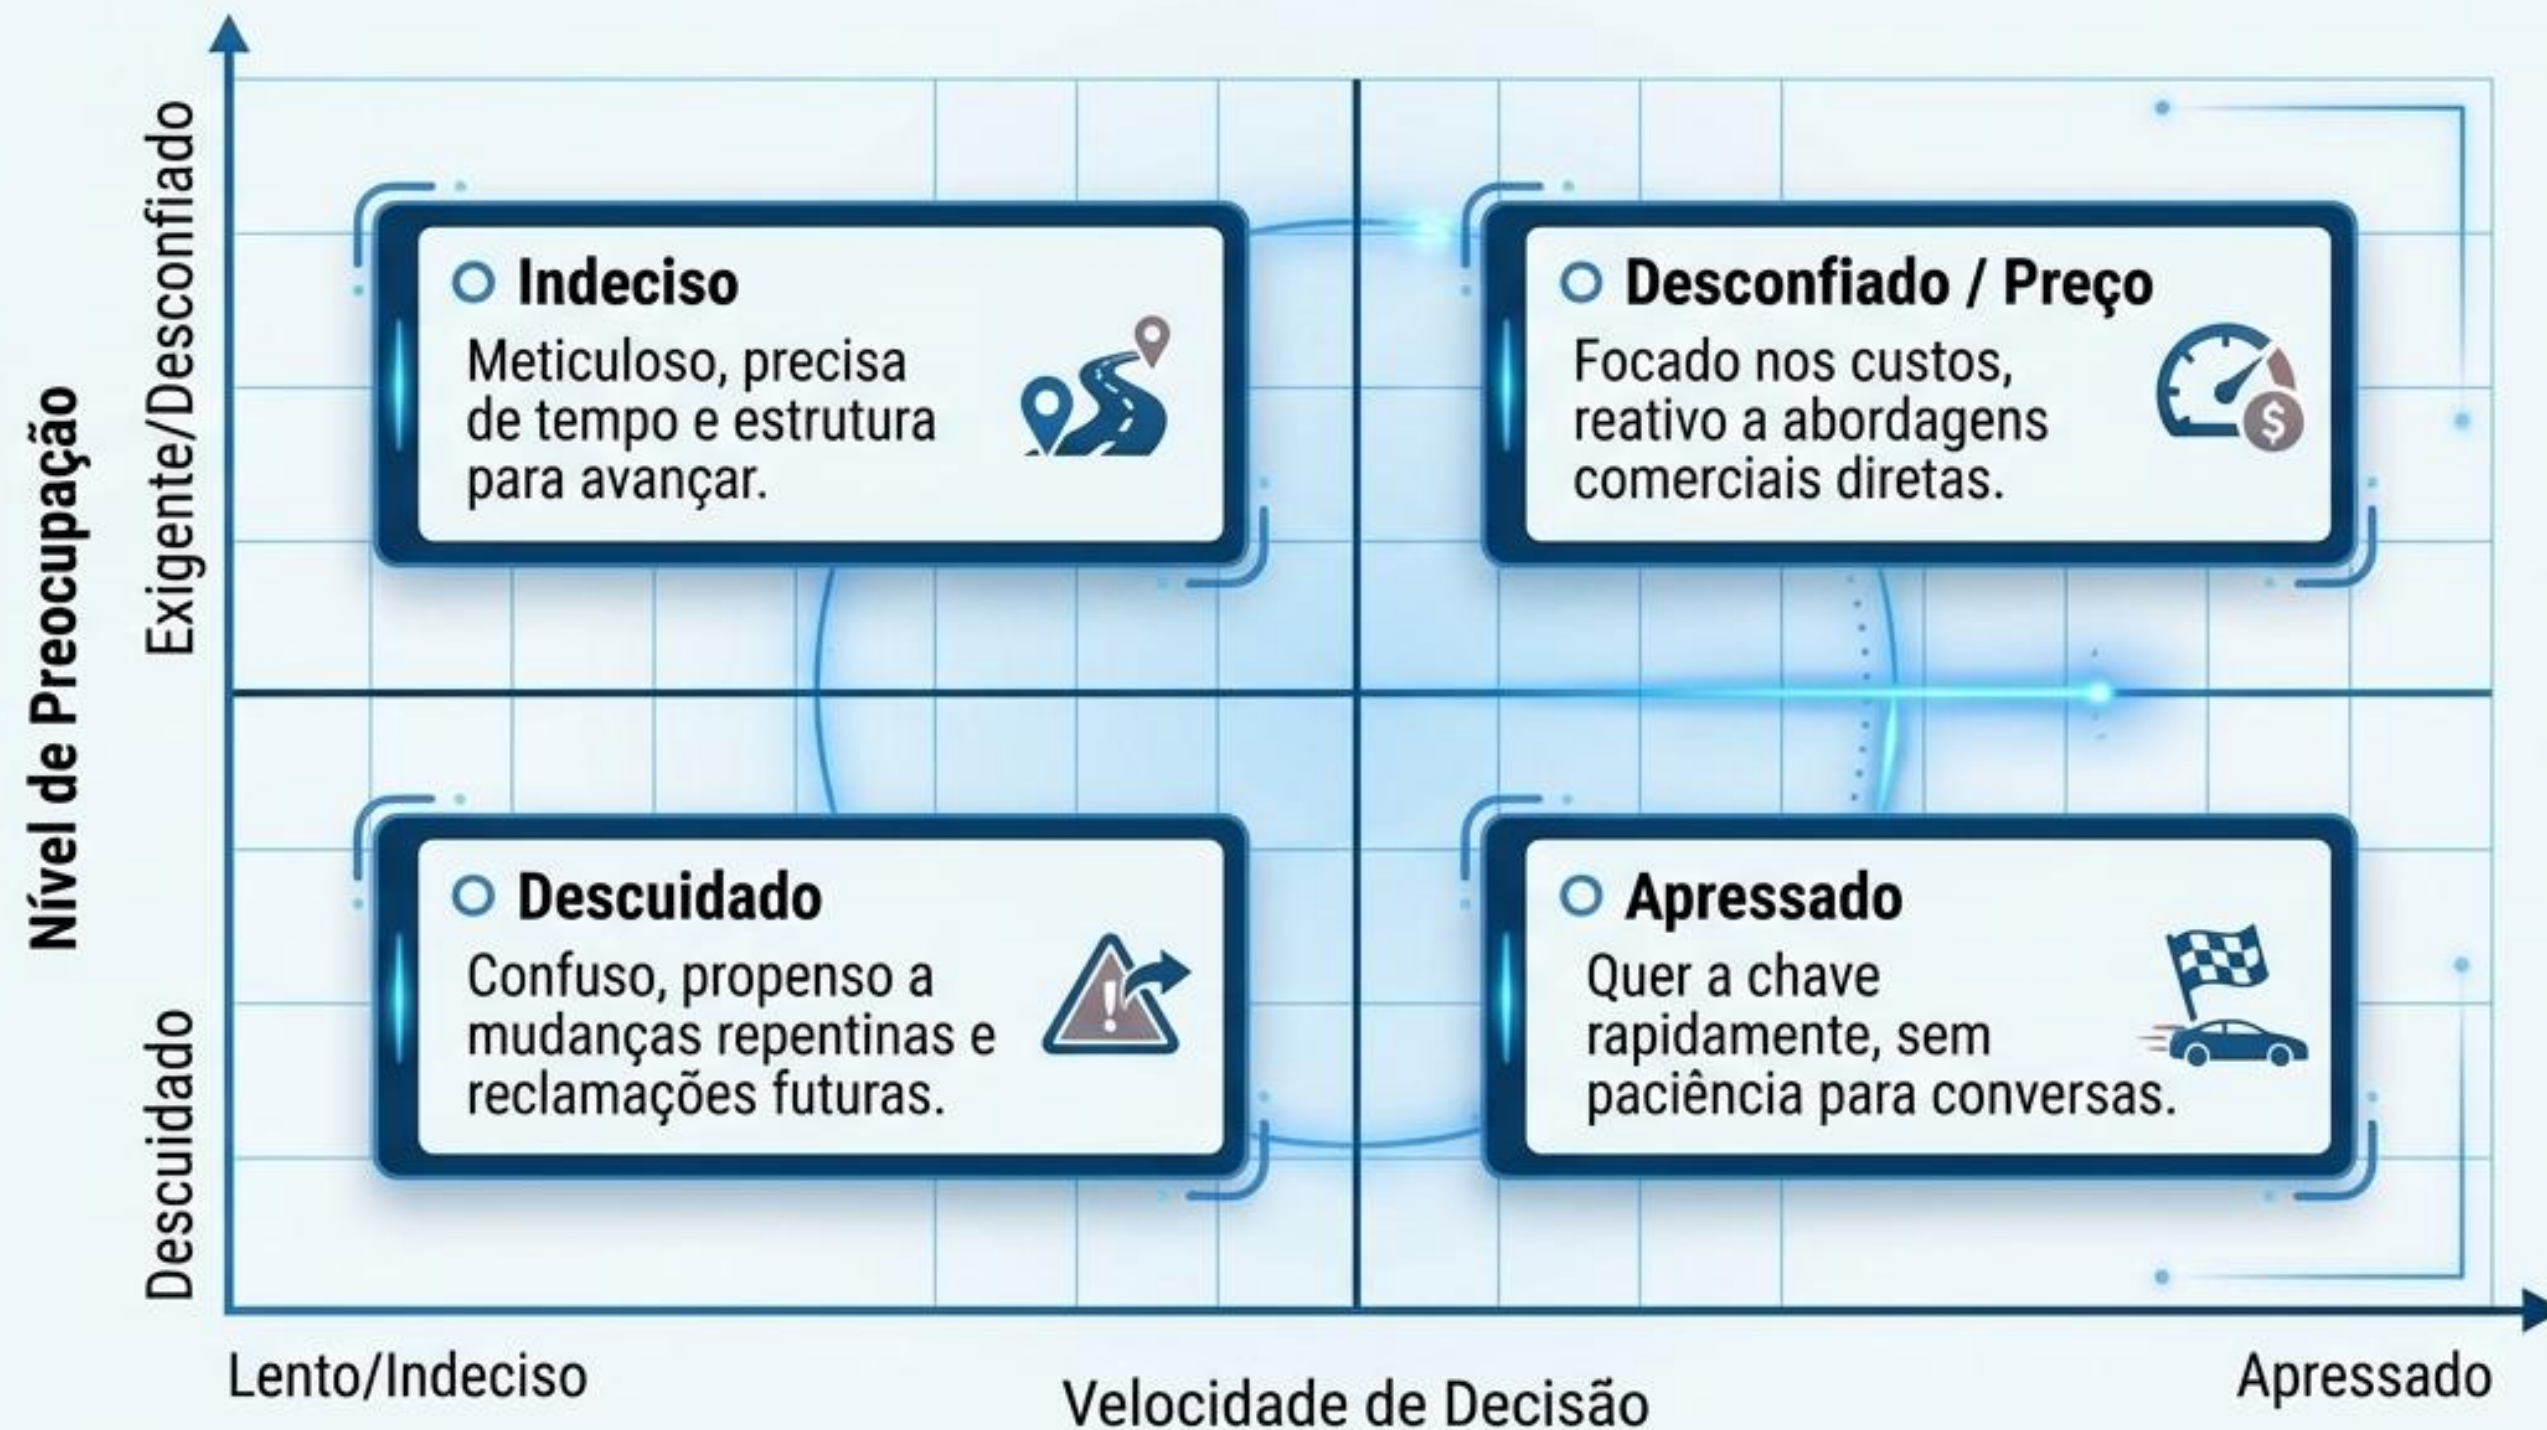 Nível de Preocupação
Exigente/Desconfiado
Descuidado
Indeciso
Meticuloso, precisa
de tempo e estrutura
para avançar.
Desconfiado / Preço
Focado nos custos,
reativo a abordagens
comerciais diretas.
$
Descuidado
Confuso, propenso a
mudanças repentinas e
reclamações futuras.
!
Apressado
Quer a chave
rapidamente, sem
paciência para conversas.
Lento/Indeciso
Velocidade de Decisão
Apressado